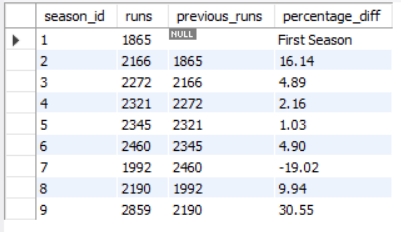 season_id runs previous_runs percentage_diff
1 1865 NULL First Season
2 2166 1865 16.14
3 2272 2166 4.89
4 2321 2272 2.16
5 2345 2321 1.03
6 2460 2345 4.90
7 1992 2460 -19.02
8 2190 1992 9.94
9 2859 2190 30.55